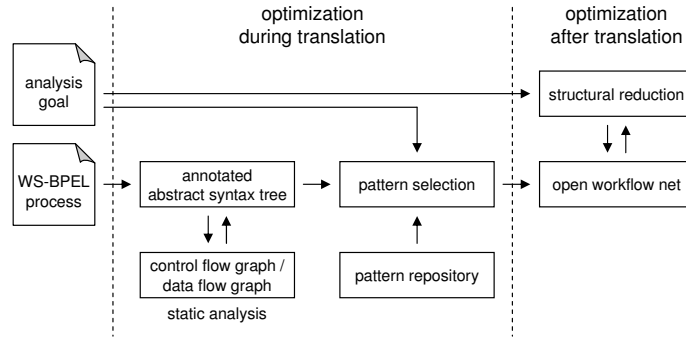 optimization
during translation
optimization
after translation
analysis
goal
structural reduction
WS-BPEL
process
annotated
abstract syntax tree
pattern selection
open workflow net
control flow graph /
data flow graph
pattern repository
static analysis